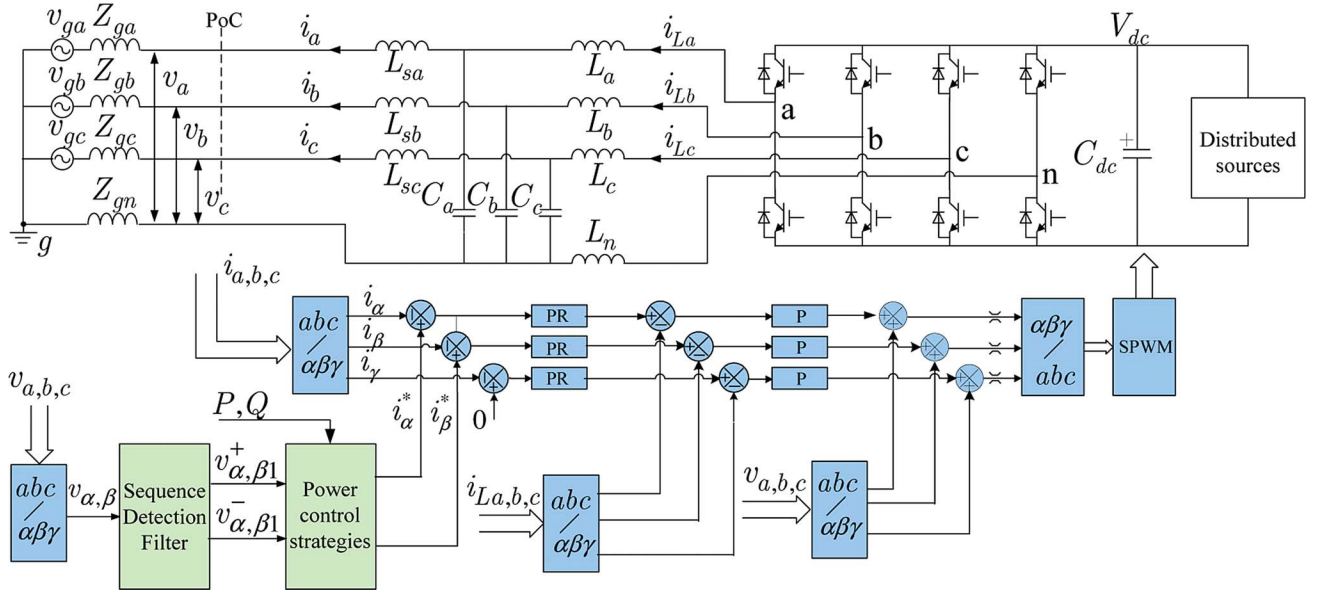 v_ga Z_ga PoC i_a L_sa L_a i_La V_dc
v_gb Z_gb v_a i_b L_sb L_b i_Lb a
v_gc Z_gc v_b i_c L_sc L_c i_Lc b c n
Z_gn v_c C_a C_b C_c L_n
g
C_dc +
Distributed
sources
i_a,b,c
abc
/
αβγ
i_α
i_β
i_γ
PR
PR
PR
P
P
P
αβγ
/
abc
SPWM
0
i*_α i*_β
v_a,b,c
abc
/
αβγ
v_α,β
Sequence
Detection
Filter
v+_α,β1
v-_α,β1
P,Q
Power
control
strategies
i_La,b,c
abc
/
αβγ
v_a,b,c
abc
/
αβγ